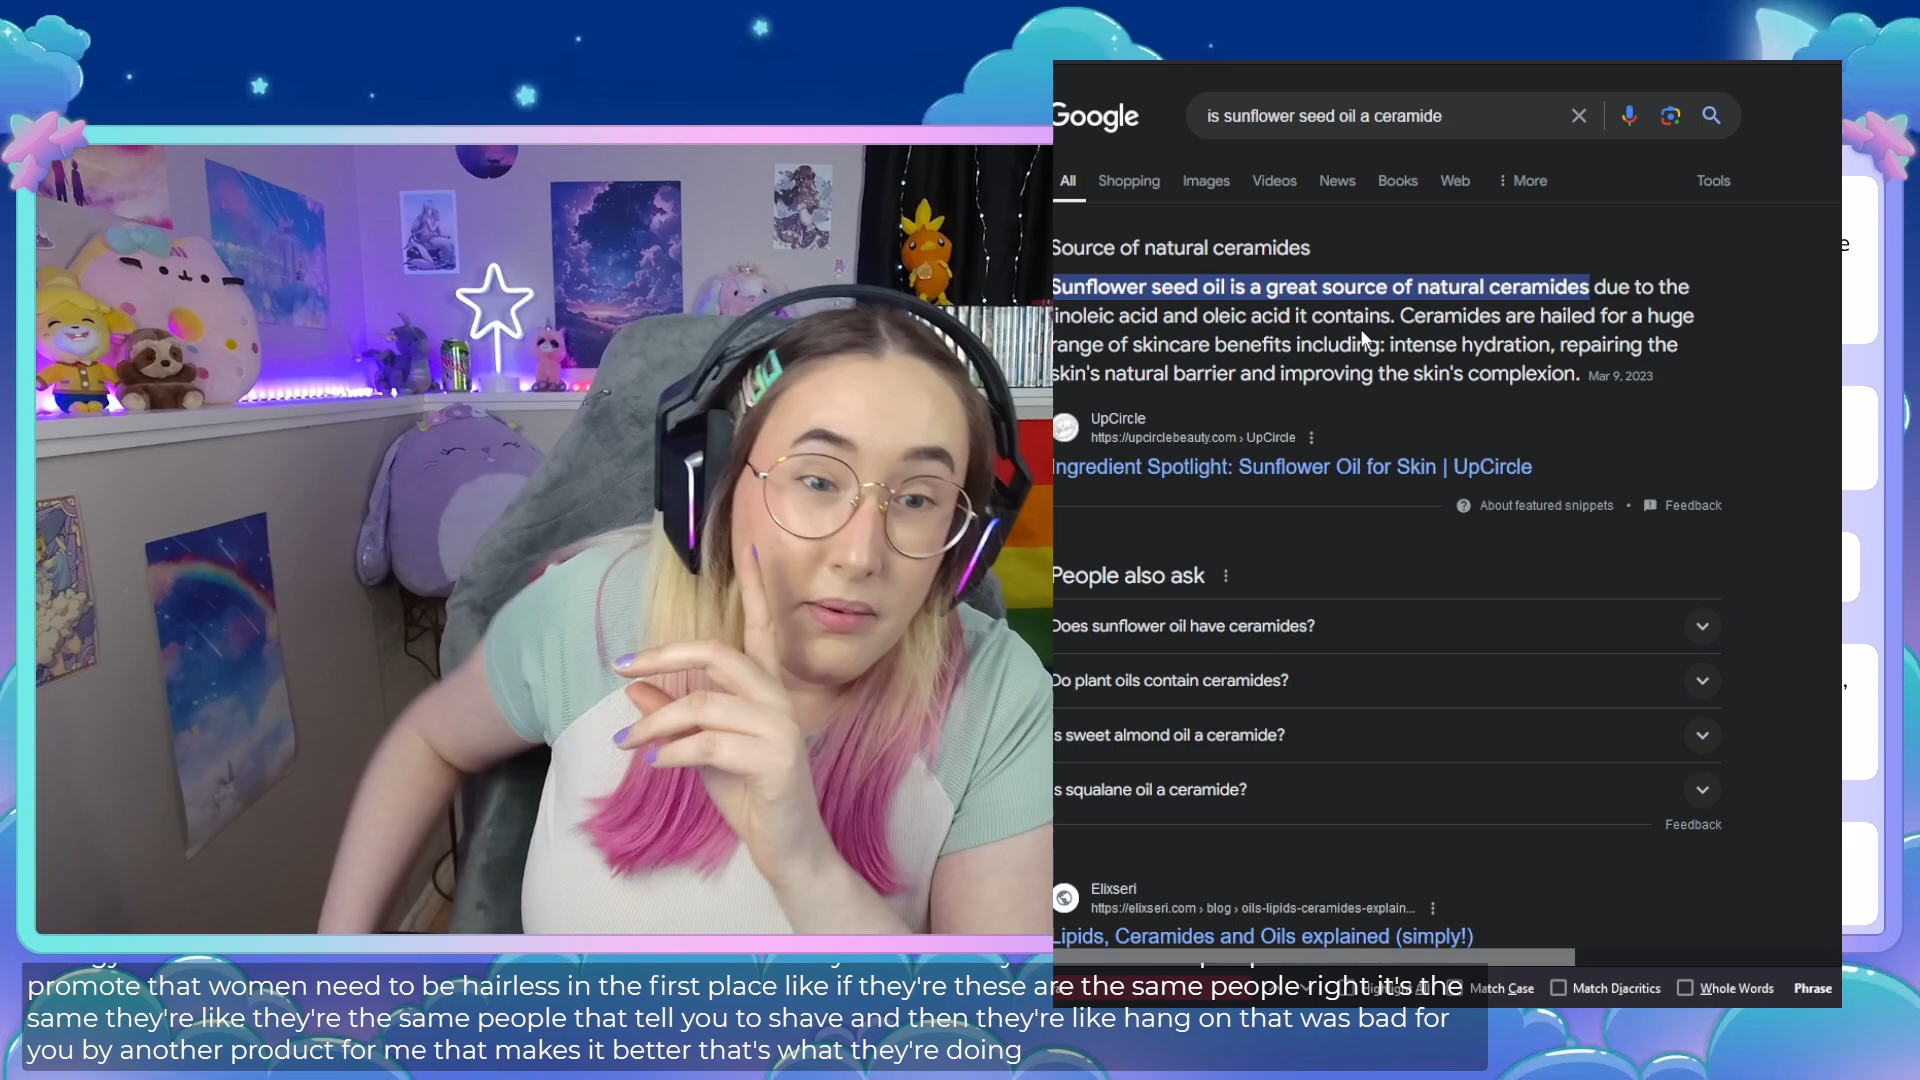 Google
is sunflower seed oil a ceramide
All Shopping Images Videos News Books Web More Tools
Source of natural ceramides
Sunflower seed oil is a great source of natural ceramides due to the
linoleic acid and oleic acid it contains. Ceramides are hailed for a huge
range of skincare benefits including: intense hydration, repairing the
skin's natural barrier and improving the skin's complexion. Mar 9, 2023
UpCircle
https://upcirclebeauty.com › UpCircle
Ingredient Spotlight: Sunflower Oil for Skin | UpCircle
About featured snippets • Feedback
People also ask
Does sunflower oil have ceramides?
Do plant oils contain ceramides?
Is sweet almond oil a ceramide?
Is squalane oil a ceramide?
Feedback
Elixseri
https://elixseri.com › blog › oils-lipids-ceramides-explain...
Lipids, Ceramides and Oils explained (simply!)
Match Case Match Diacritics Whole Words Phrase
promote that women need to be hairless in the first place like if they're these are the same people right it's the
same they're like they're the same people that tell you to shave and then they're like hang on that was bad for
you by another product for me that makes it better that's what they're doing